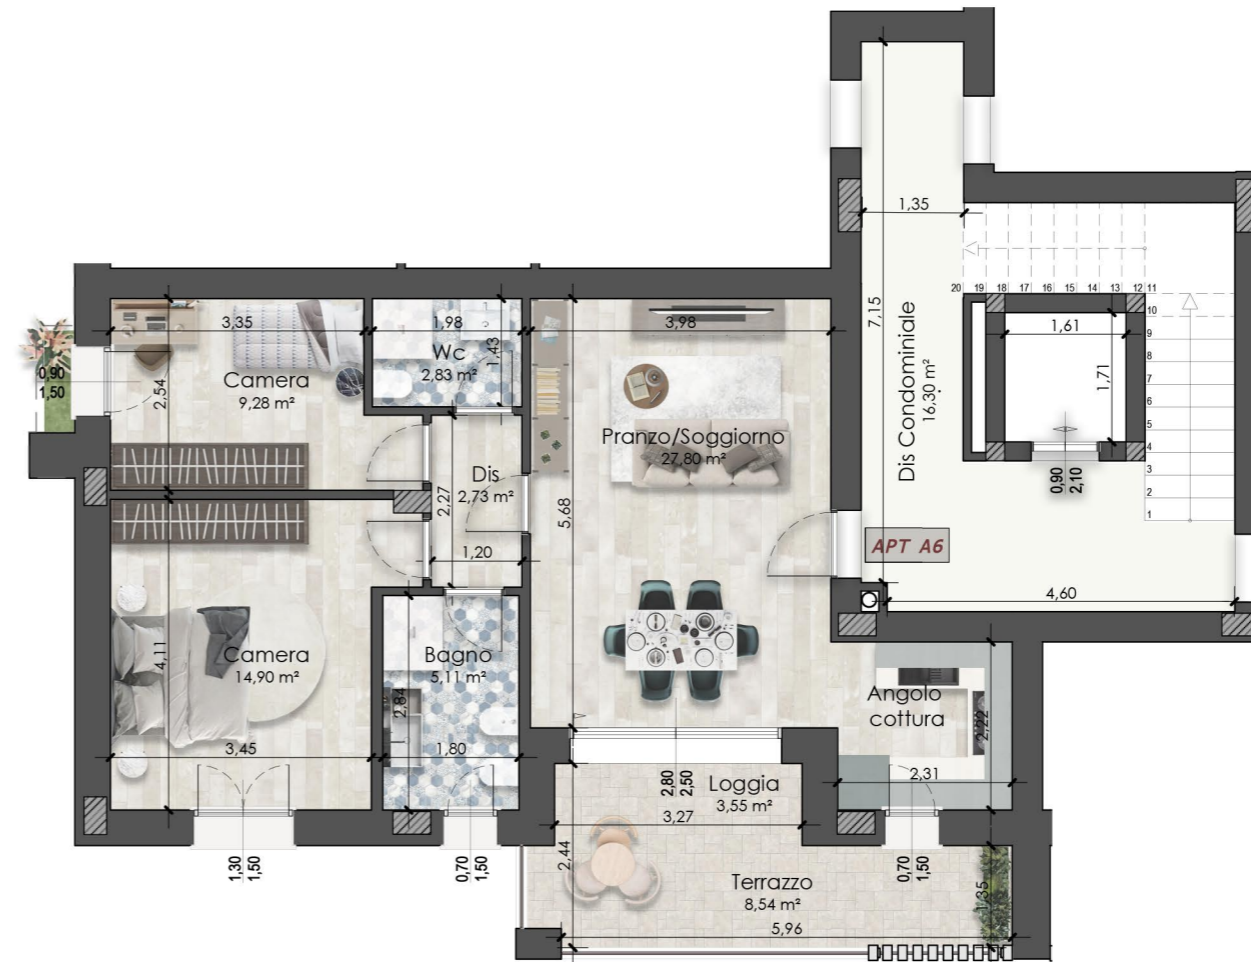 1,35
7,15
Dis Condominiale
16,30 m²
20 19 18 17 16 15 14 13 12 11
10
9
8
7
6
5
4
3
2
1
1,61
1,71
0,90
2,10
4,60
APT A6
3,35
Camera
9,28 m²
2,54
0,90
1,50
1,98
Wc
2,83 m²
1,43
3,98
Pranzo/Soggiorno
27,80 m²
5,68
Dis
2,73 m²
2,27
1,20
Camera
14,90 m²
4,11
3,45
1,30
1,50
Bagno
5,11 m²
2,84
1,80
0,70
1,50
Angolo
cottura
2,22
2,31
0,70
1,50
2,80
2,50
Loggia
3,55 m²
3,27
2,44
Terrazzo
8,54 m²
1,35
5,96